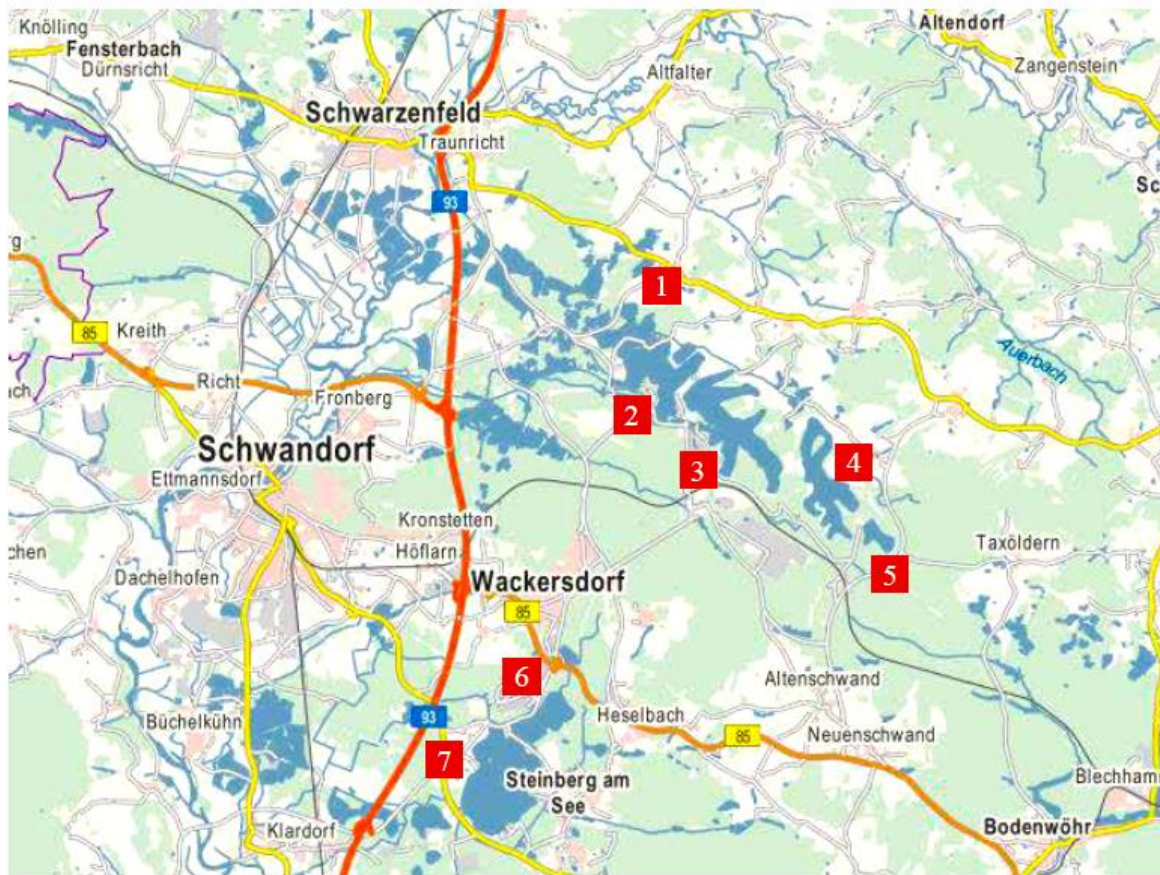 Knölling
Altendorf
Fensterbach
Dürnsricht
Altfalter
Zangenstein
Schwarzenfeld
Traunricht
Sc
93
rg
1
85
Kreith
Auerbach
Richt
ach
Fronberg
2
Schwandorf
3
4
Ettmannsdorf
Kronstetten
Taxöldern
chen
Höflarn
5
Dachelhofen
Wackersdorf
85
6
Altenschwand
Büchelkühn
93
Heselbach
85
Neuenschwand
7
Steinberg am
See
Blechham
Klardorf
Bodenwöhr